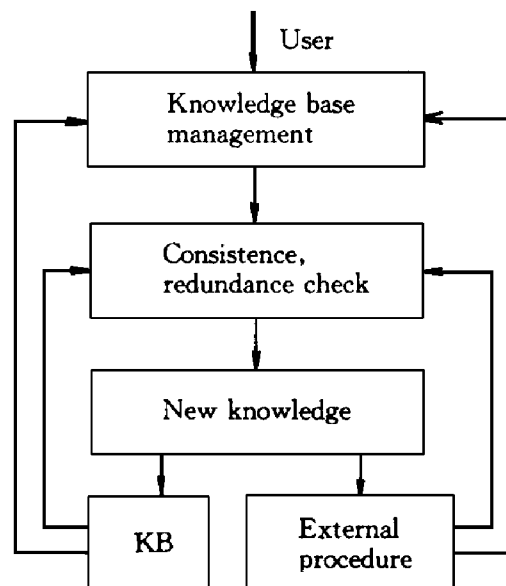 User
Knowledge base
management
Consistence,
redundance check
New knowledge
KB
External
procedure